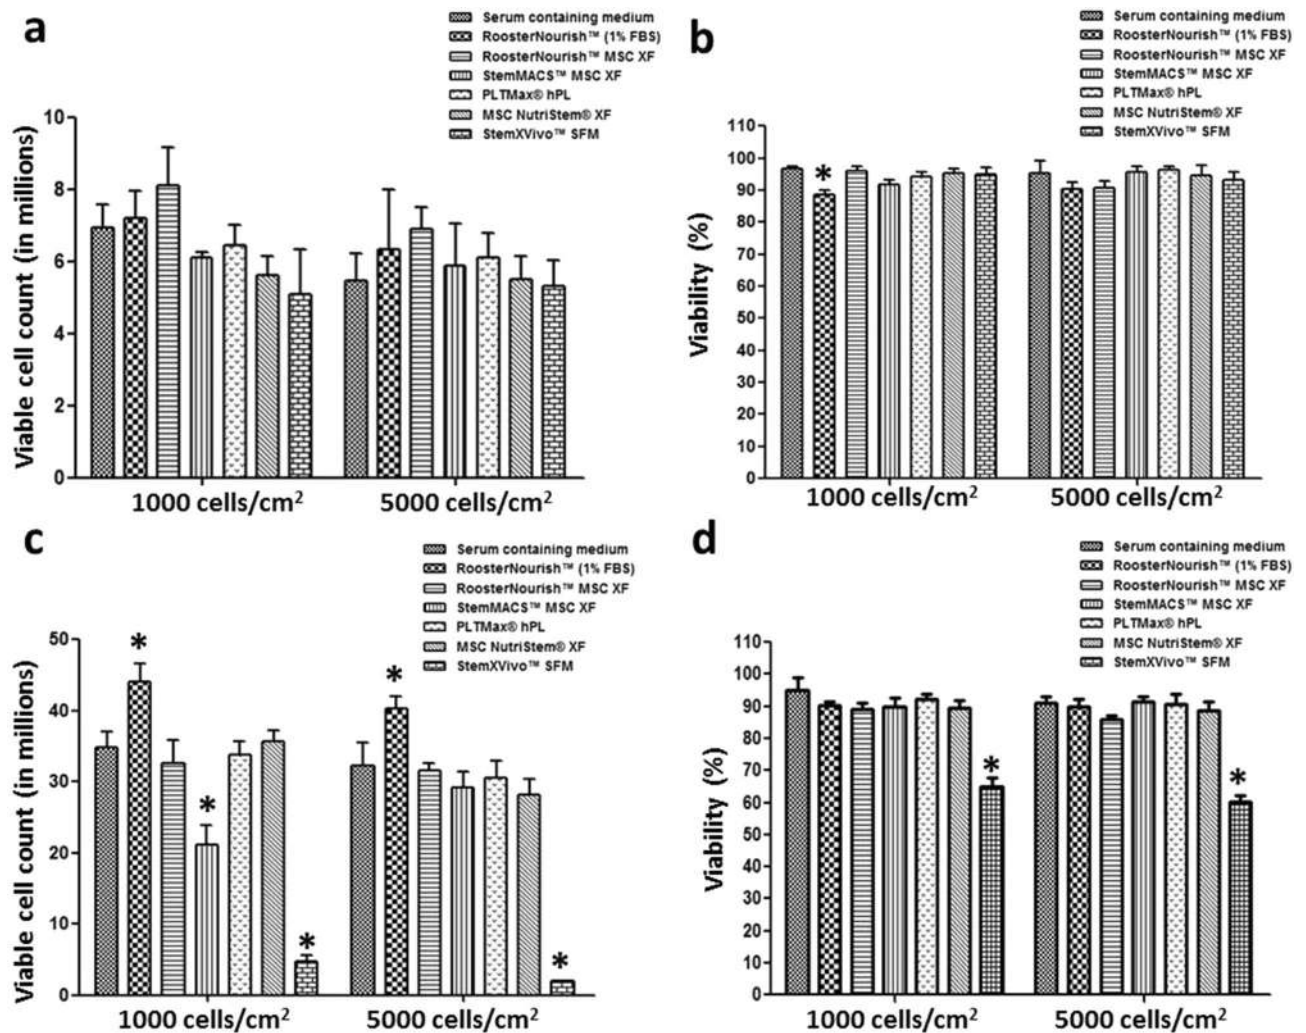 a
Serum containing medium
RoosterNourish™ (1% FBS)
RoosterNourish™ MSC XF
StemMACS™ MSC XF
PLTMax® hPL
MSC NutriStem® XF
StemXVivo™ SFM
Viable cell count (in millions)
10
8
6
4
2
0
1000 cells/cm²
5000 cells/cm²
b
Serum containing medium
RoosterNourish™ (1% FBS)
RoosterNourish™ MSC XF
StemMACS™ MSC XF
PLTMax® hPL
MSC NutriStem® XF
StemXVivo™ SFM
Viability (%)
110
100
90
80
70
60
50
40
30
20
10
0
*
1000 cells/cm²
5000 cells/cm²
c
Serum containing medium
RoosterNourish™ (1% FBS)
RoosterNourish™ MSC XF
StemMACS™ MSC XF
PLTMax® hPL
MSC NutriStem® XF
StemXVivo™ SFM
Viable cell count (in millions)
50
40
30
20
10
0
* * * * *
1000 cells/cm²
5000 cells/cm²
d
Serum containing medium
RoosterNourish™ (1% FBS)
RoosterNourish™ MSC XF
StemMACS™ MSC XF
PLTMax® hPL
MSC NutriStem® XF
StemXVivo™ SFM
Viability (%)
110
100
90
80
70
60
50
40
30
20
10
0
* *
1000 cells/cm²
5000 cells/cm²